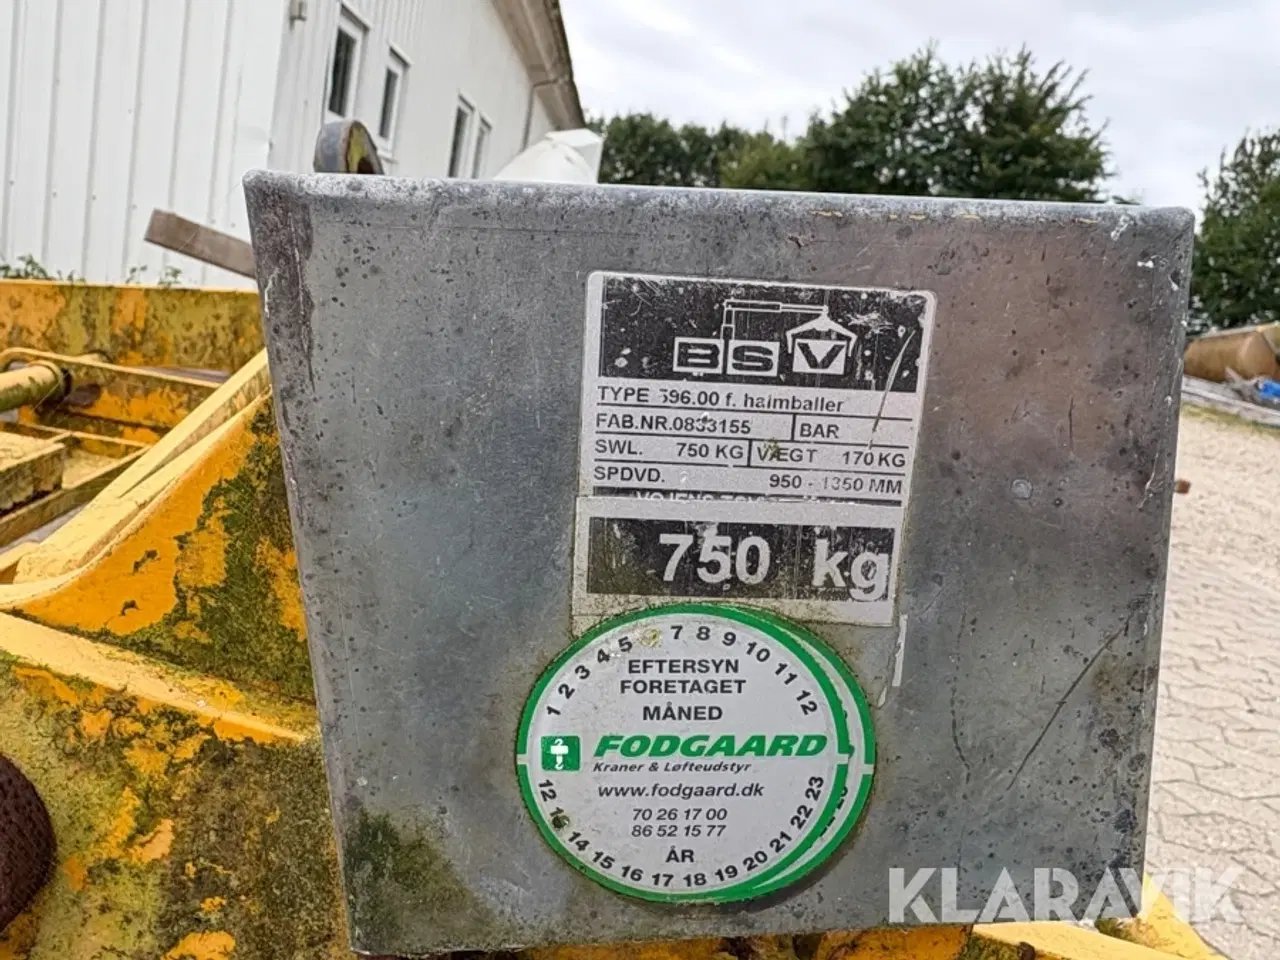 BSV
TYPE 596.00 f. halmballer
FAB.NR.0833155 BAR
SWL. 750 KG VÆGT 170 KG
SPDVD. 950 - 1350 MM
750 kg
1 2 3 4 5 7 8 9 10 11 12
EFTERSYN
FORETAGET
MÅNED
FODGAARD
Kraner & Løfteudstyr
www.fodgaard.dk
70 26 17 00
86 52 15 77
ÅR
12 13 14 15 16 17 18 19 20 21 22 23
KLARAVIK